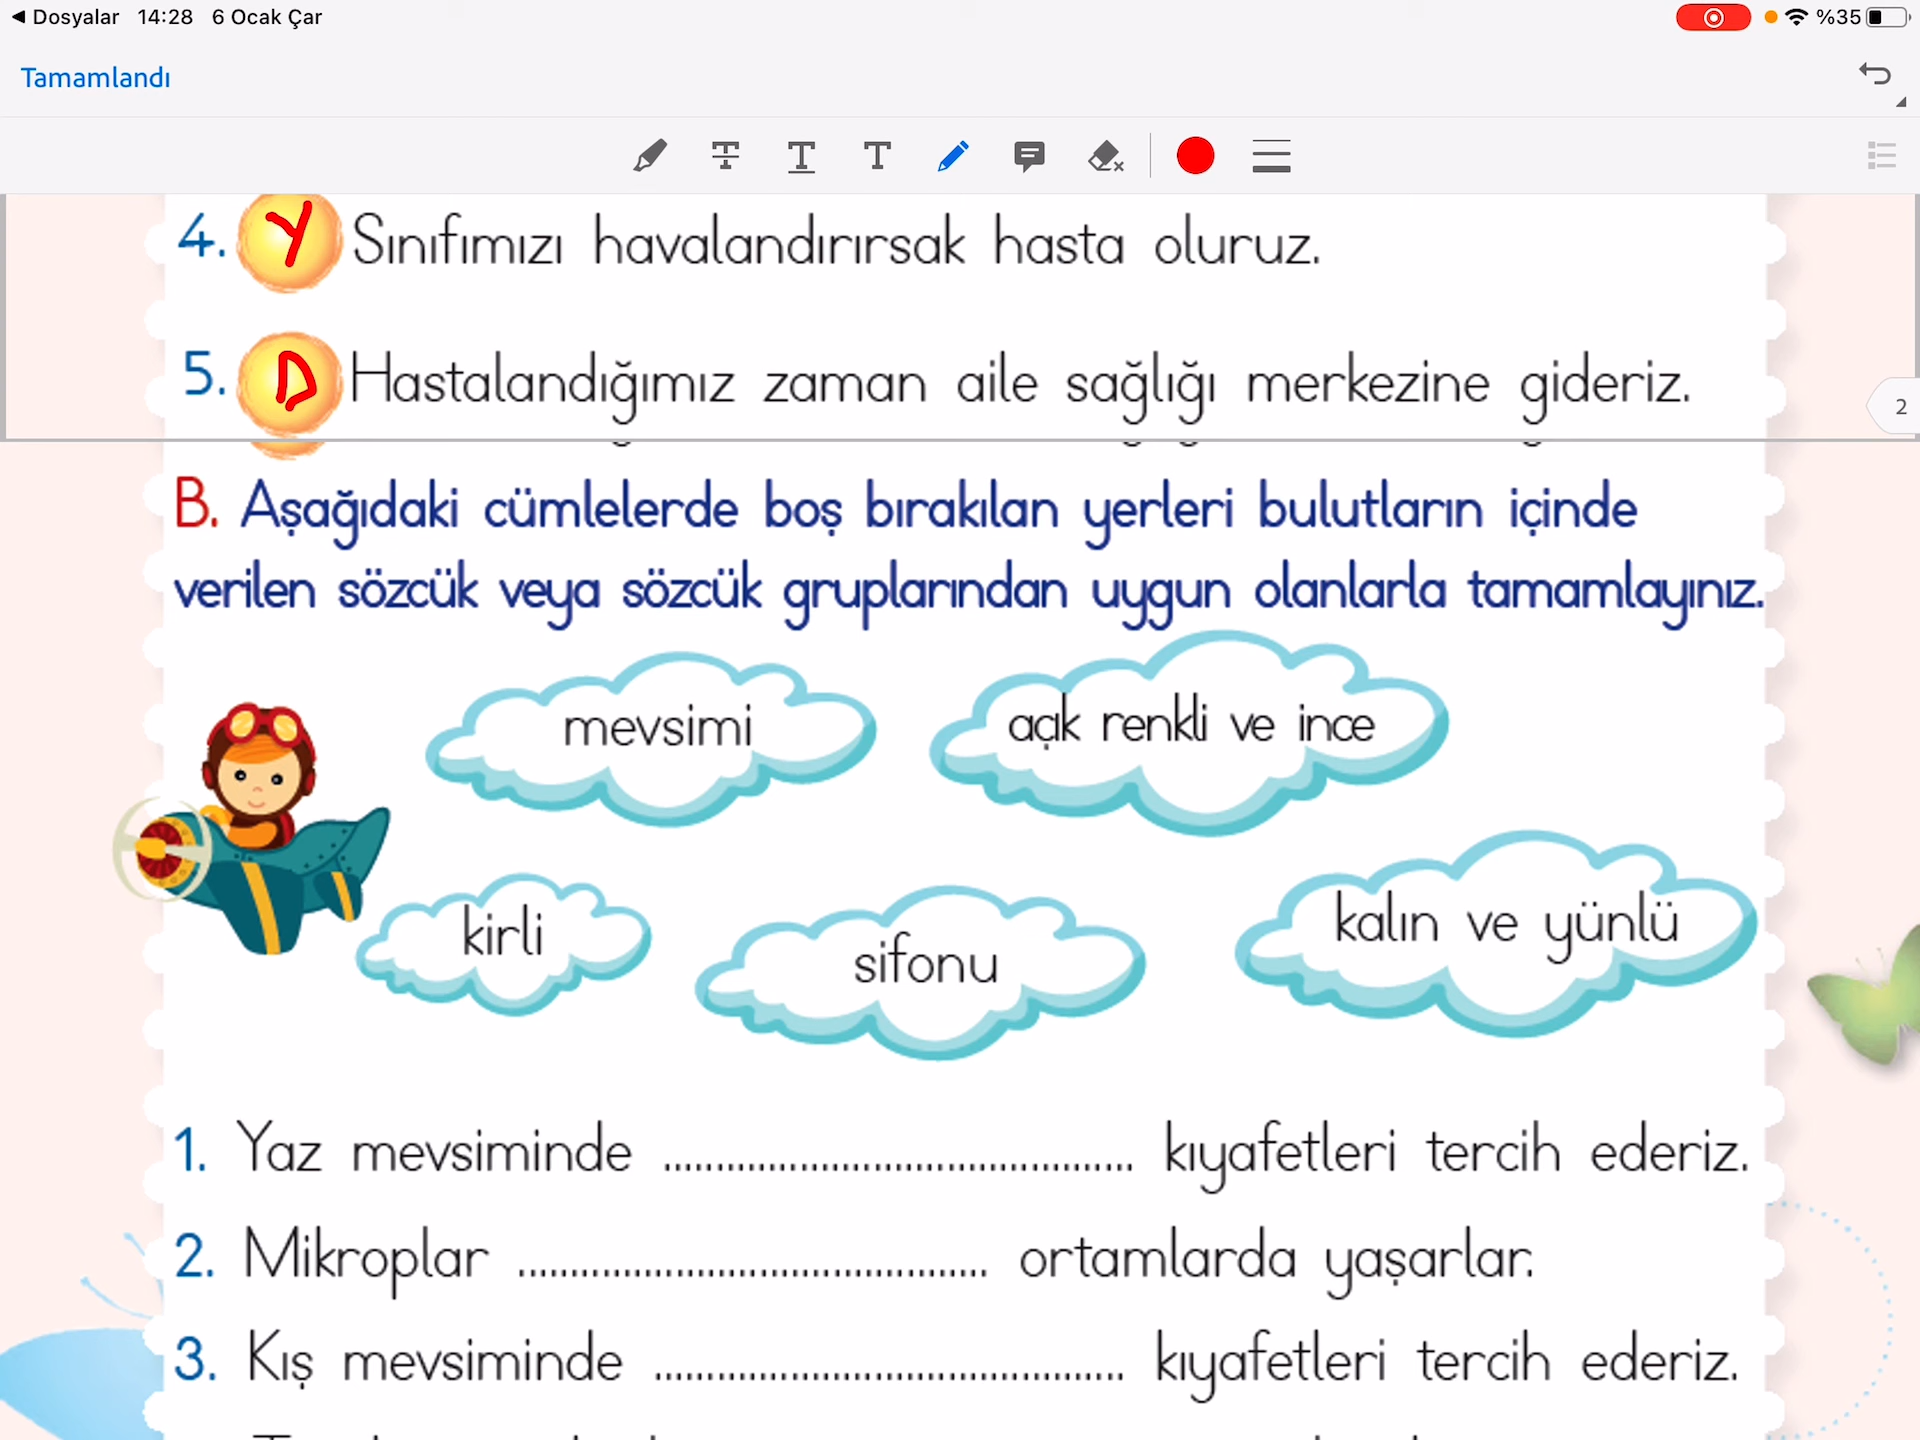 Dosyalar 14:28 6 Ocak Çar %35
Tamamlandı
4. Y Sınıfımızı havalandırırsak hasta oluruz.
5. D Hastalandığımız zaman aile sağlığı merkezine gideriz.
2
B. Aşağıdaki cümlelerde boş bırakılan yerleri bulutların içinde
verilen sözcük veya sözcük gruplarından uygun olanlarla tamamlayınız.
mevsimi
açık renkli ve ince
kirli
sifonu
kalın ve yünlü
1. Yaz mevsiminde ............................................. kıyafetleri tercih ederiz.
2. Mikroplar ............................................. ortamlarda yaşarlar.
3. Kış mevsiminde ............................................. kıyafetleri tercih ederiz.